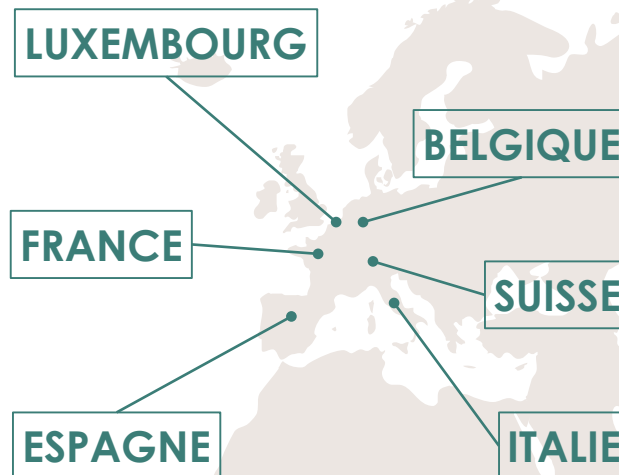 LUXEMBOURG
BELGIQUE
FRANCE
SUISSE
ESPAGNE
ITALIE